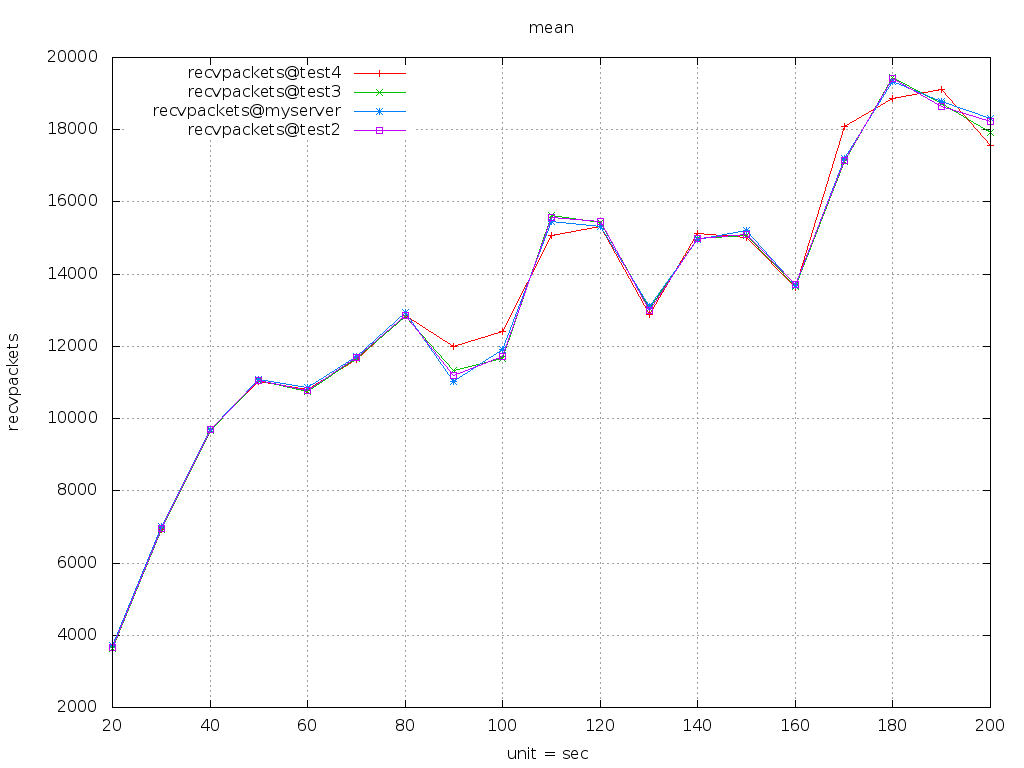 mean
20000
18000
16000
14000
12000
10000
8000
6000
4000
2000
recvpackets
recvpackets@test4
recvpackets@test3
recvpackets@myserver
recvpackets@test2
20 40 60 80 100 120 140 160 180 200
unit = sec